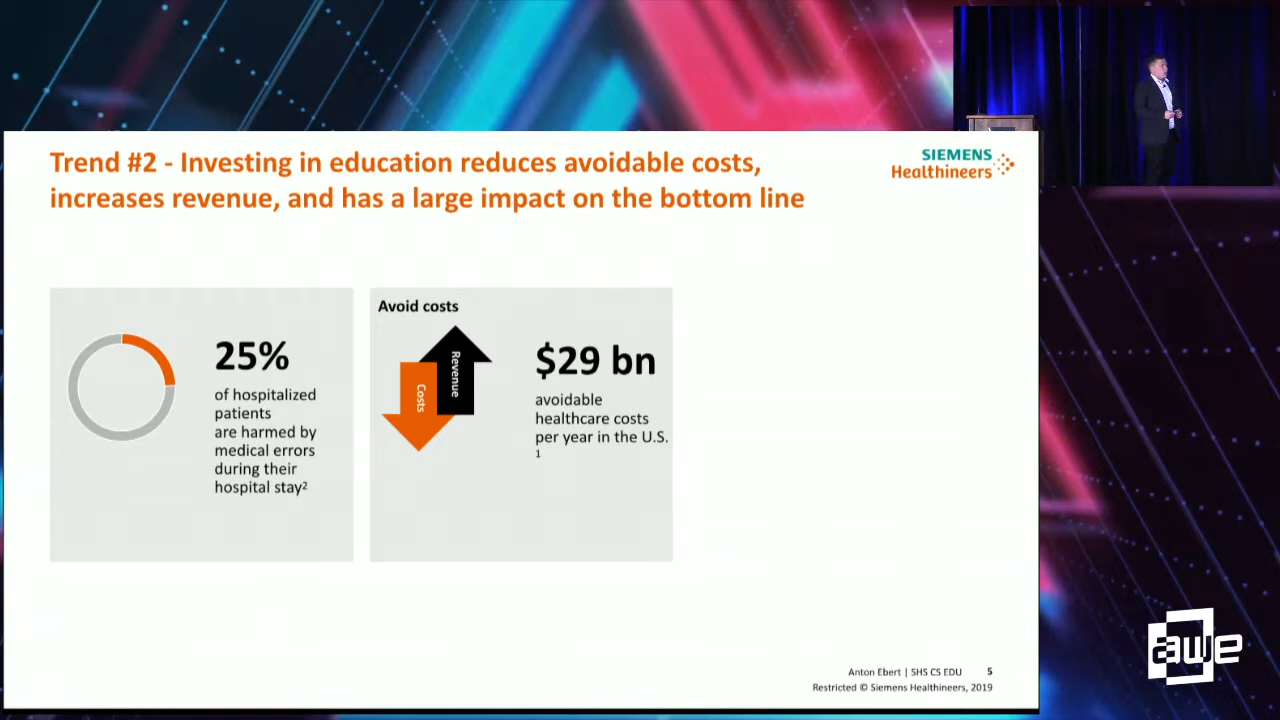 Trend #2 - Investing in education reduces avoidable costs,
increases revenue, and has a large impact on the bottom line
SIEMENS
Healthineers
25%
of hospitalized
patients
are harmed by
medical errors
during their
hospital stay²
Avoid costs
Revenue
Costs
$29 bn
avoidable
healthcare costs
per year in the U.S.
1
Anton Ebert | SHS CS EDU 5
Restricted © Siemens Healthineers, 2019
awe